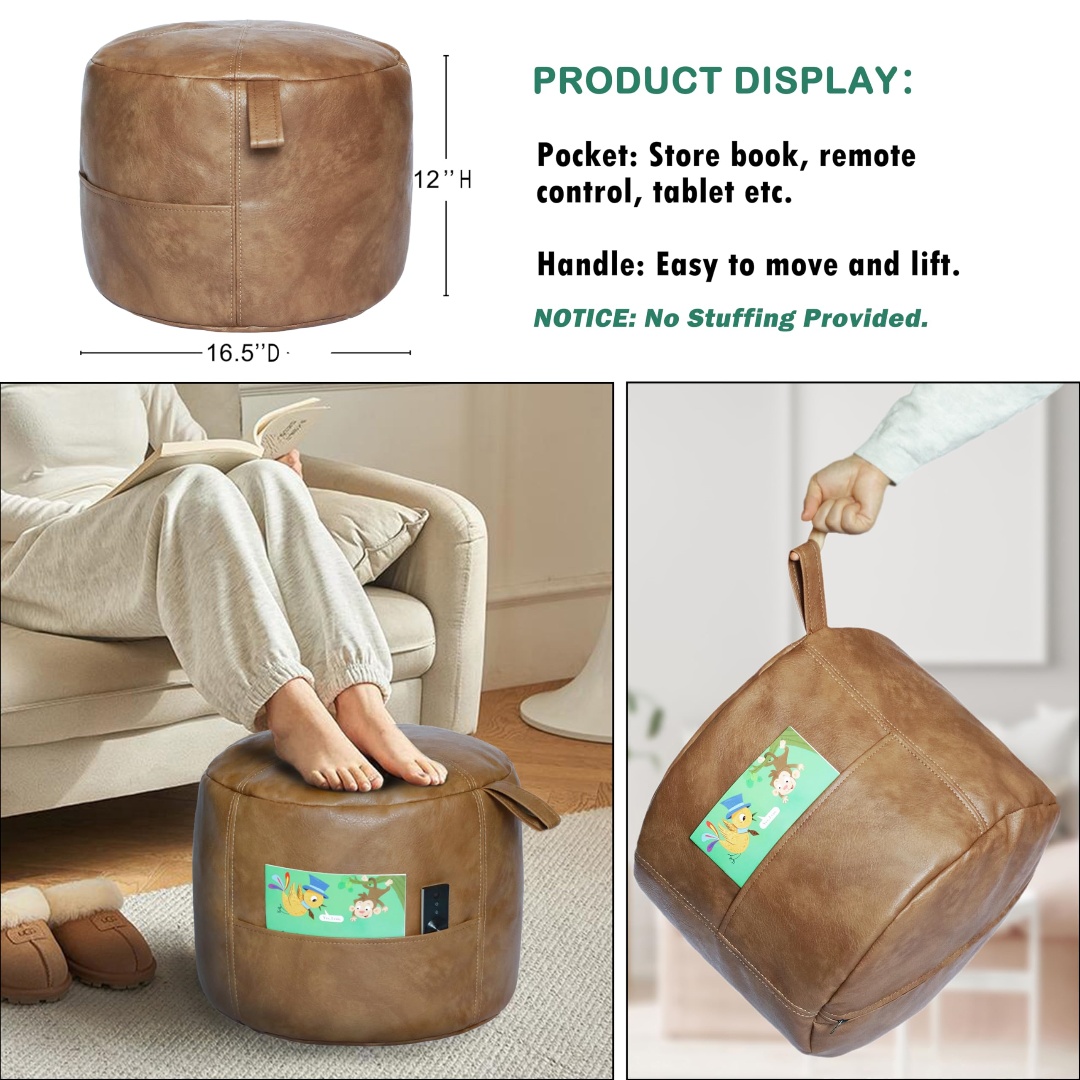 PRODUCT DISPLAY:
Pocket: Store book, remote
control, tablet etc.
Handle: Easy to move and lift.
NOTICE: No Stuffing Provided.
12’’ H
16.5’’D
UGG